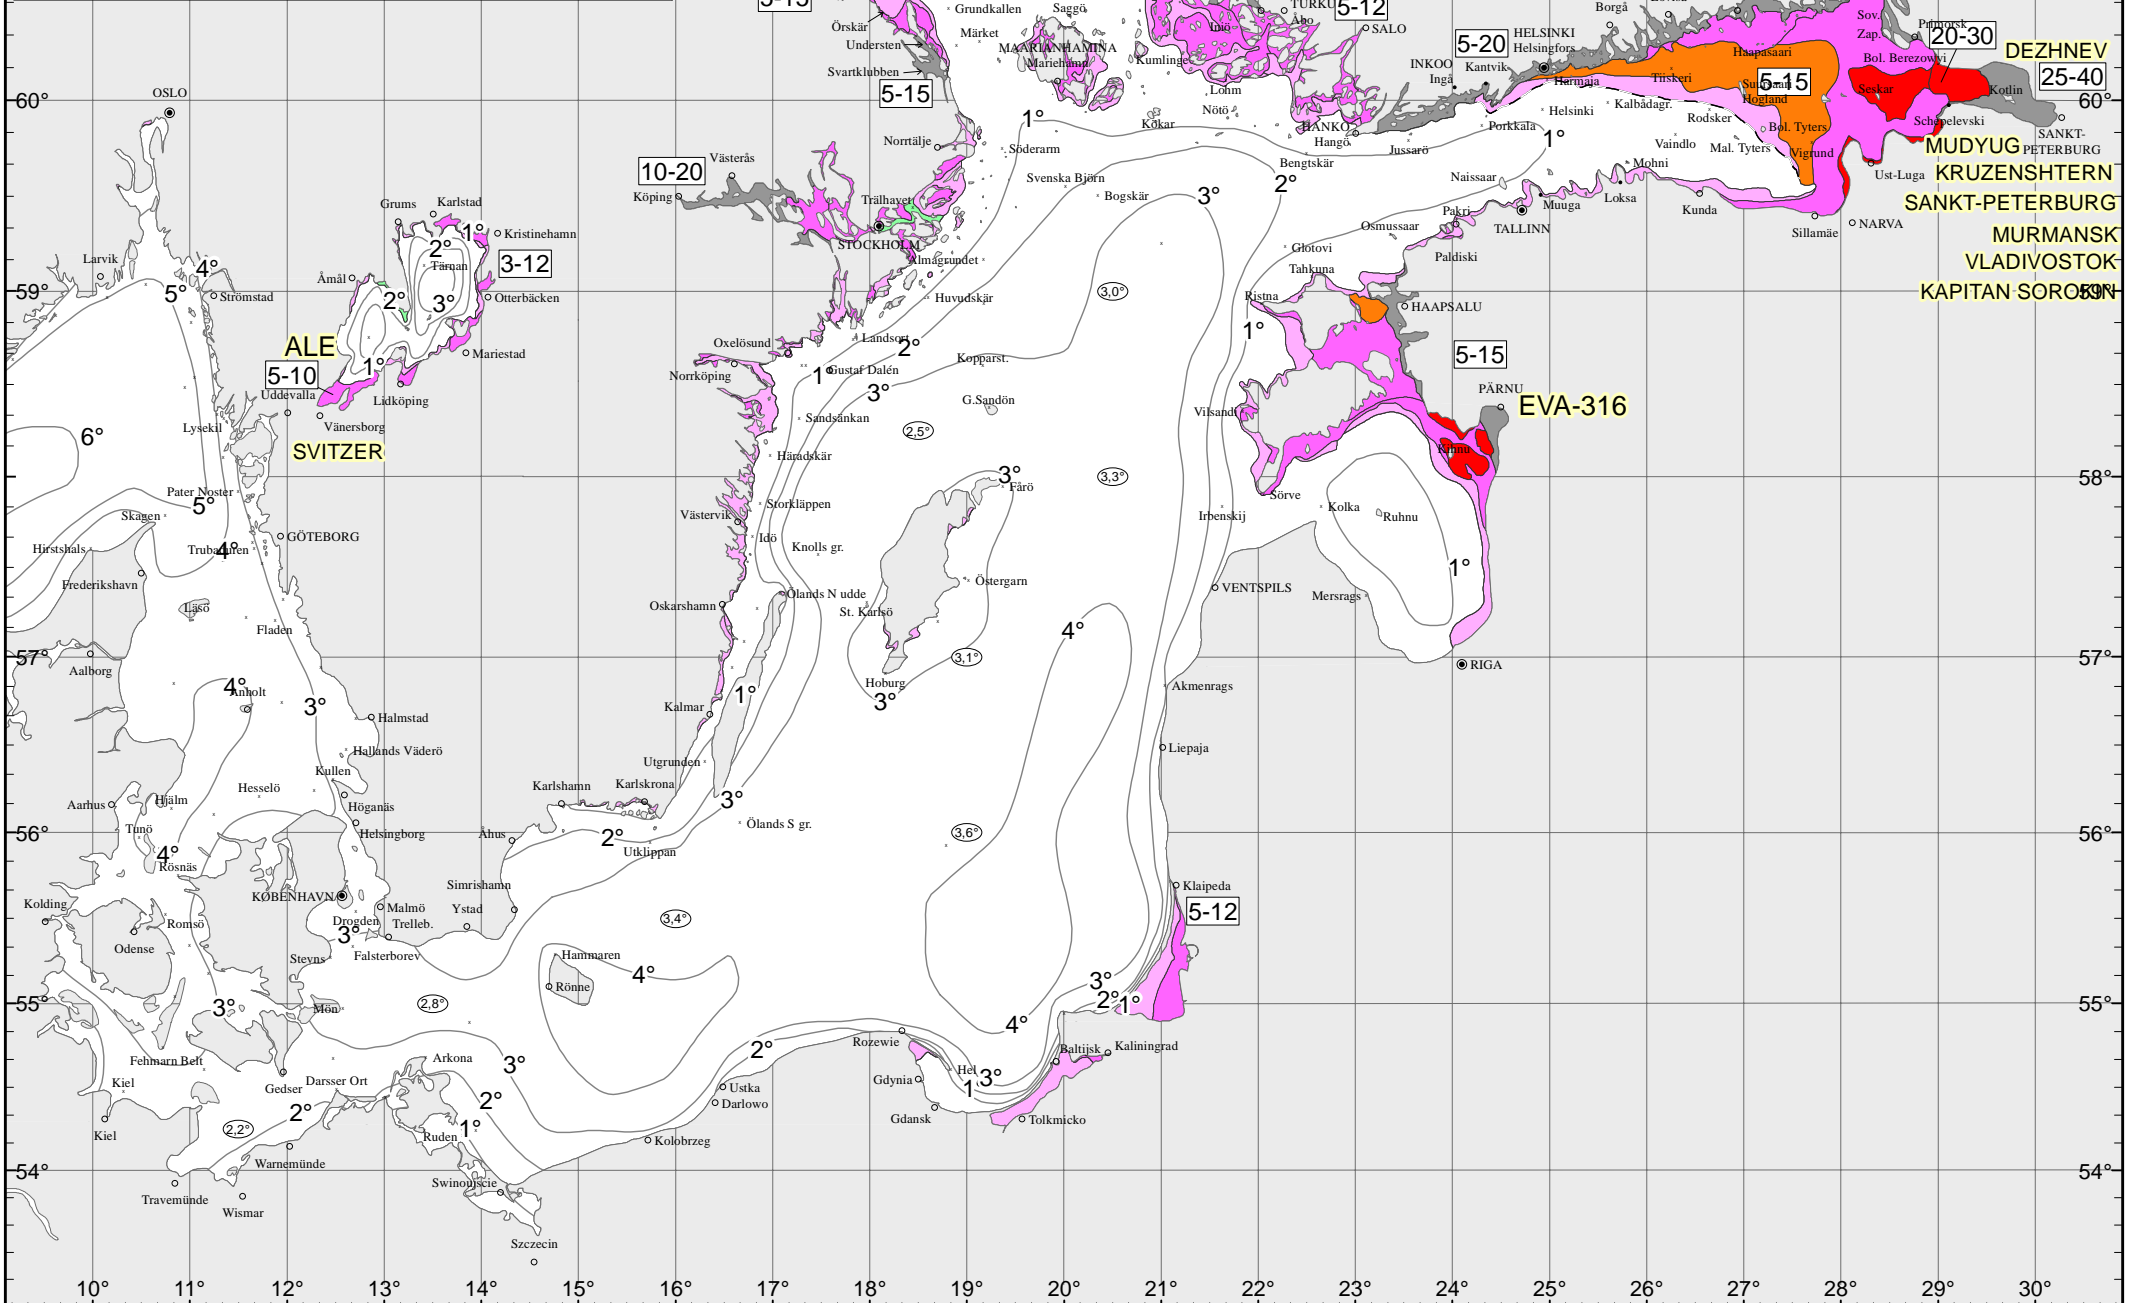 5-15
Grundkallen
Saggö
TURKU
Åbo
5-12
SALO
Borgå
Sov.
Zap.
Primorsk
20-30
DEZHNEV
Örskär
Understen
Märket
MAARIANHAMINA
Mariehamn
Iniö
Kumlinge
5-20
HELSINKI
Helsingfors
Haapasaari
Bol. Berezowyi
25-40
Svartklubben
5-15
INKOO
Ingå
Kantvik
Harmaja
Tiiskeri
5-15
Hogland
Seskar
Kotlin
OSLO
60°
60°
Lohm
Nötö
Kökar
HANKO
Hangö
Porkkala
Helsinki
Kalbådagr.
Rodsker
Bol. Tyters
Schepelevski
SANKT-
PETERBURG
1°
1°
Norrtälje
Söderarm
Jussarö
Vaindlo
Mal. Tyters
Vigrund
MUDYUG
10-20
Västerås
Köping
Svenska Björn
Bogskär
Bengtskär
2°
3°
Naissaar
Mohni
Ust-Luga
KRUZENSHTERN
Grums
Karlstad
Trälhavet
Pakri
Muuga
Loksa
Kunda
SANKT-PETERBURG
1°
Kristinehamn
STOCKHOLM
Osmussaar
TALLINN
Sillamäe
NARVA
MURMANSK
Larvik
4°
2°
Tärnan
3-12
Almagrundet
Glotovi
Tahkuna
Paldiski
VLADIVOSTOK
Åmål
5°
Strömstad
2°
3°
Otterbäcken
Huvudskär
3,0°
Ristna
HAAPSALU
59°
KAPITAN SOROKIN
59°
ALE
1°
Mariestad
Oxelösund
Landsort
2°
1°
5-10
Uddevalla
Lidköping
Norrköping
1°
Gustaf Dalén
Kopparst.
3°
5-15
PÄRNU
EVA-316
6°
Lysekil
Vänersborg
SVITZER
Sandsänkan
G.Sandön
2,5°
Vilsandi
Kihnu
Häradskär
58°
58°
Pater Noster
5°
Skagen
Storkläppen
3°
Fårö
3,3°
Sörve
Västervik
Irbenskij
Kolka
Ruhnu
Hirtshals
Trubaduren
4°
GÖTEBORG
Idö
Knolls gr.
1°
Frederikshavn
Läsö
Östergarn
VENTSPILS
Mersrags
Oskarshamn
Ölands N udde
St. Karlsö
Fladen
4°
57°
57°
Aalborg
3,1°
RIGA
4°
Anholt
3°
Hoburg
3°
1°
Akmenrags
Halmstad
Kalmar
Hallands Väderö
Liepaja
Kullen
Utgrunden
Hesselö
Karlshamn
Karlskrona
3°
Aarhus
Hjälm
Höganäs
Tunö
56°
Helsingborg
Åhus
2°
Utklippan
Ölands S gr.
3,6°
56°
4°
Rösnäs
KØBENHAVN
Simrishamn
Klaipeda
Kolding
Malmö
Ystad
5-12
Romsö
Drogden
Trelleb.
3,4°
Odense
3°
Stevns
Falsterborev
Hammaren
4°
3°
Rönne
55°
3°
Mön
2,8°
2°
1°
55°
4°
Rozewie
2°
Fehmarn Belt
Arkona
3°
Baltijsk
Kaliningrad
Kiel
Gedser
Darsser Ort
Gdynia
Hel
3°
1
2°
2°
Ustka
Darlowo
Gdansk
Tolkmicko
Kiel
2,2°
Ruden
1°
Kolobrzeg
Warnemünde
54°
54°
Travemünde
Swinoujscie
Wismar
Szczecin
10°
11°
12°
13°
14°
15°
16°
17°
18°
19°
20°
21°
22°
23°
24°
25°
26°
27°
28°
29°
30°